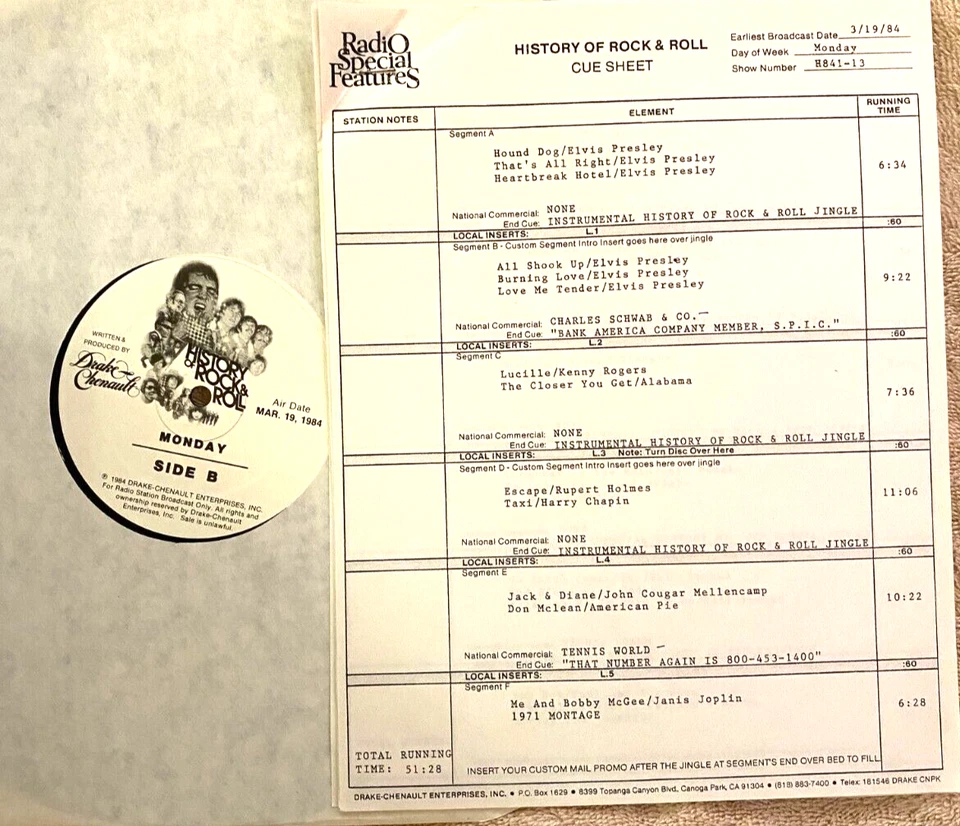 WRITTEN &
PRODUCED BY
Drake-
Chenault
HISTORY
OF ROCK &
ROLL
Air Date
MAR. 19, 1984
MONDAY
SIDE B
℗ 1984 DRAKE-CHENAULT ENTERPRISES, INC.
For Radio Station Broadcast Only. All rights and
ownership reserved by Drake-Chenault
Enterprises, Inc. Sale is unlawful.
Radio
Special
Features
HISTORY OF ROCK & ROLL
CUE SHEET
Earliest Broadcast Date 3/19/84
Day of Week Monday
Show Number H841-13
STATION NOTES ELEMENT RUNNING TIME
Segment A
Hound Dog/Elvis Presley
That's All Right/Elvis Presley
Heartbreak Hotel/Elvis Presley
6:34
National Commercial: NONE
End Cue: INSTRUMENTAL HISTORY OF ROCK & ROLL JINGLE
LOCAL INSERTS: L.1 :60
Segment B - Custom Segment Intro Insert goes here over jingle
All Shook Up/Elvis Presley
Burning Love/Elvis Presley
Love Me Tender/Elvis Presley
9:22
National Commercial: CHARLES SCHWAB & CO.—
End Cue: "BANK AMERICA COMPANY MEMBER, S.P.I.C."
LOCAL INSERTS: L.2 :60
Segment C
Lucille/Kenny Rogers
The Closer You Get/Alabama
7:36
National Commercial: NONE
End Cue: INSTRUMENTAL HISTORY OF ROCK & ROLL JINGLE
LOCAL INSERTS: L.3 Note: Turn Disc Over Here :60
Segment D - Custom Segment Intro Insert goes here over jingle
Escape/Rupert Holmes
Taxi/Harry Chapin
11:06
National Commercial: NONE
End Cue: INSTRUMENTAL HISTORY OF ROCK & ROLL JINGLE
LOCAL INSERTS: L.4 :60
Segment E
Jack & Diane/John Cougar Mellencamp
Don Mclean/American Pie
10:22
National Commercial: TENNIS WORLD —
End Cue: "THAT NUMBER AGAIN IS 800-453-1400"
LOCAL INSERTS: L.5 :60
Segment F
Me And Bobby McGee/Janis Joplin
1971 MONTAGE
6:28
TOTAL RUNNING
TIME: 51:28
INSERT YOUR CUSTOM MAIL PROMO AFTER THE JINGLE AT SEGMENT'S END OVER BED TO FILL
DRAKE-CHENAULT ENTERPRISES, INC. • P.O. Box 1629 • 8399 Topanga Canyon Blvd., Canoga Park, CA 91304 • (818) 883-7400 • Telex: 181546 DRAKE CNPK